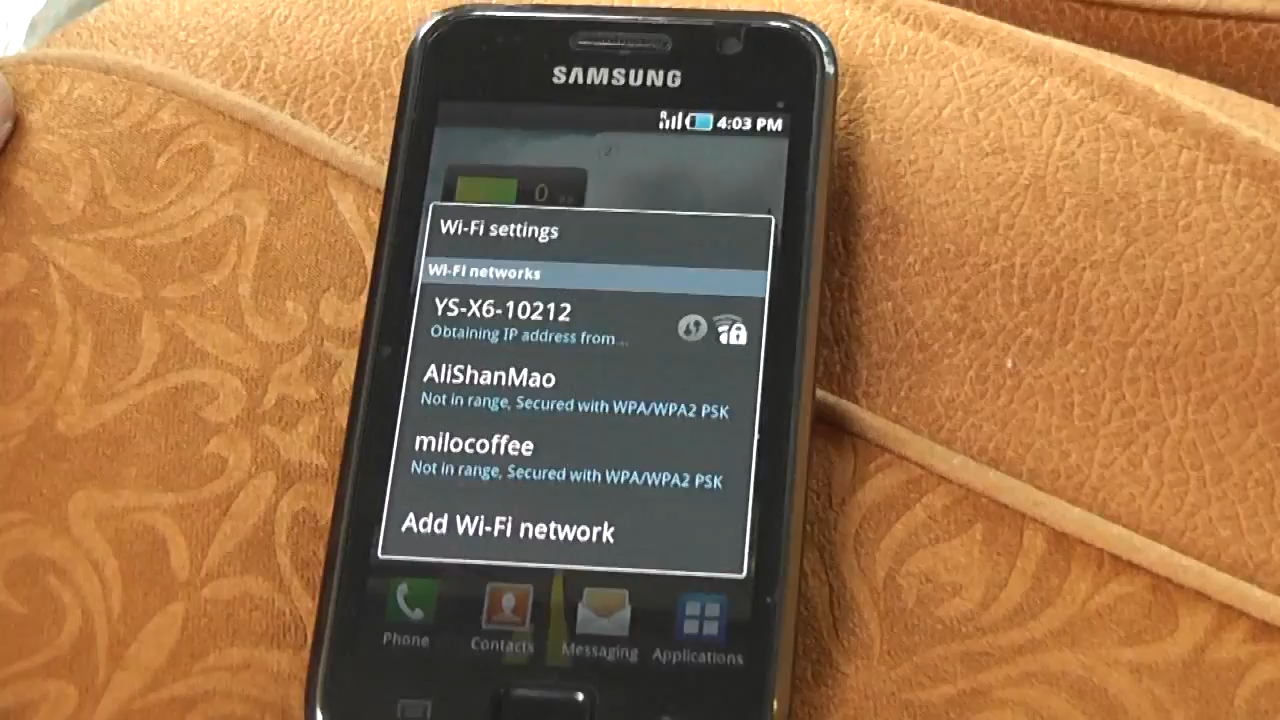 SAMSUNG
4:03 PM
0
Wi-Fi settings
Wi-Fi networks
YS-X6-10212
Obtaining IP address from...
AliShanMao
Not in range, Secured with WPA/WPA2 PSK
milocoffee
Not in range, Secured with WPA/WPA2 PSK
Add Wi-Fi network
Phone
Contacts
Messaging
Applications